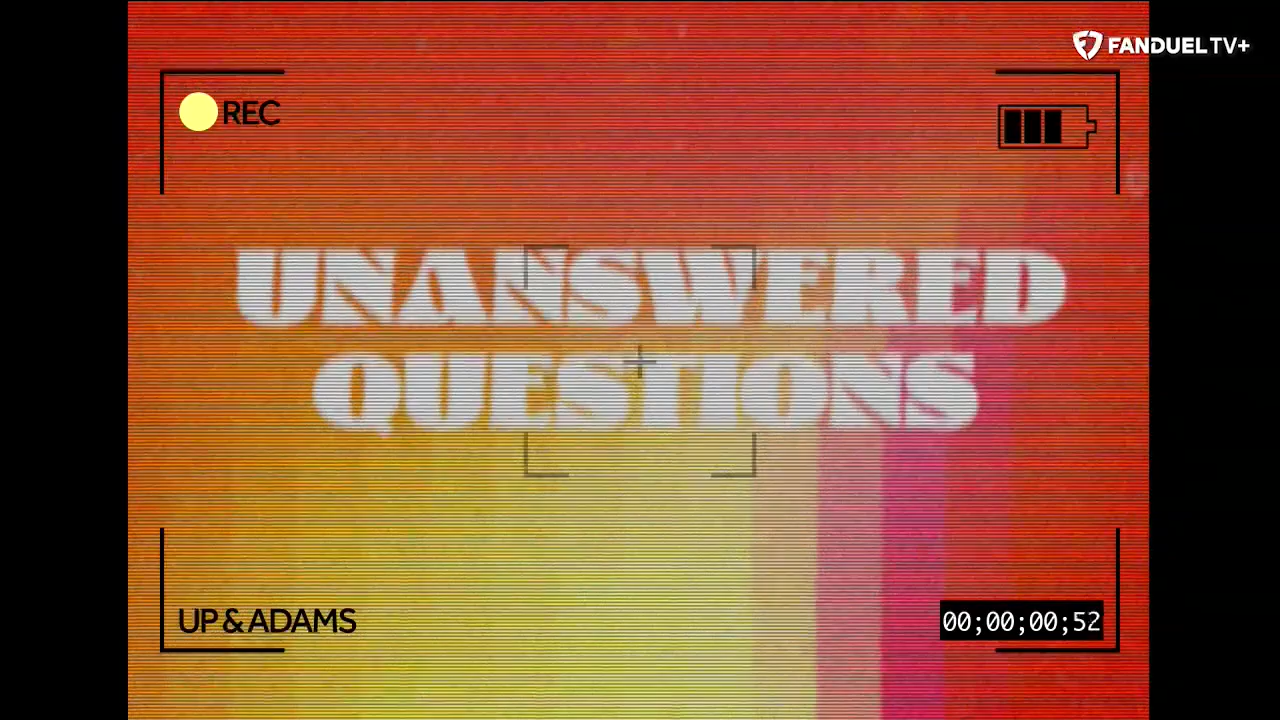 FANDUEL TV+
REC
UNANSWERED
QUESTIONS
UP & ADAMS
00;00;00;52